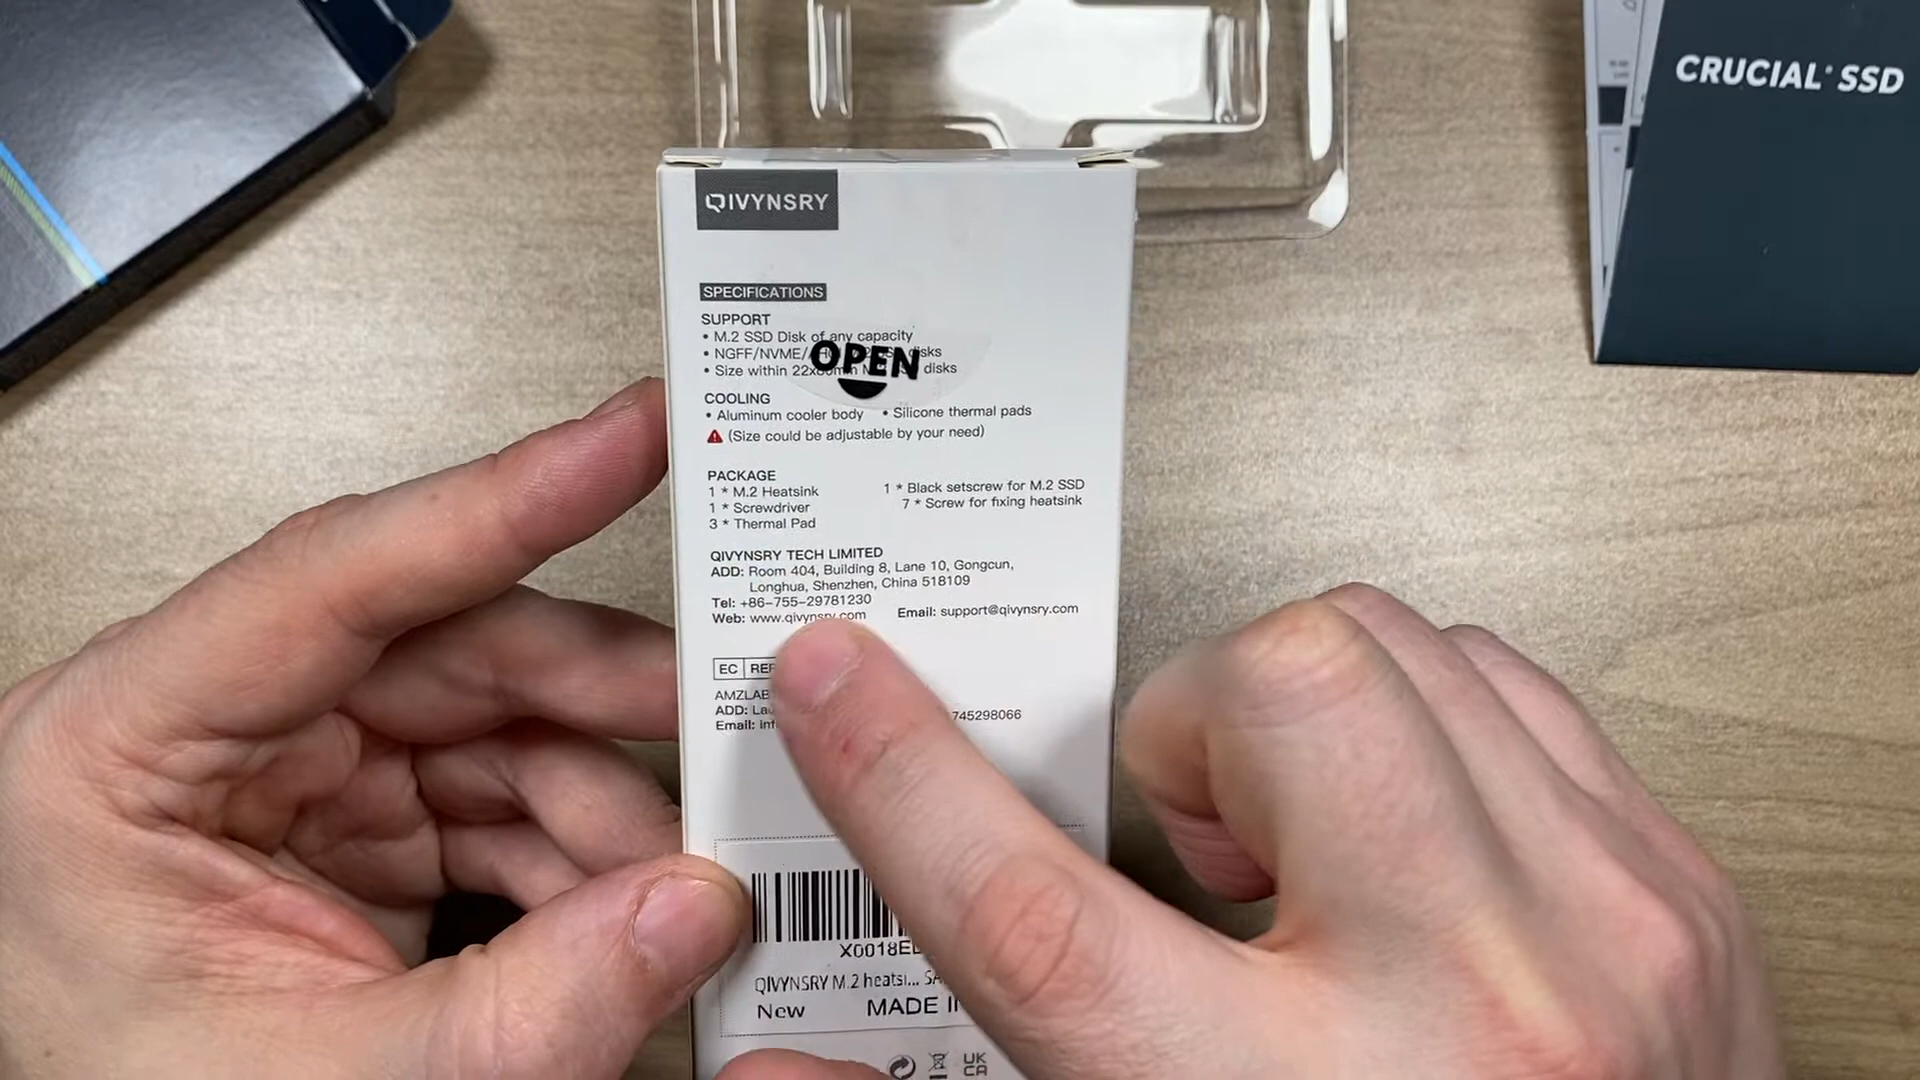 CRUCIAL® SSD
QIVYNSRY
SPECIFICATIONS
SUPPORT
• M.2 SSD Disk of any capacity
• NGFF/NVME/ disks
• Size within disks
OPEN
COOLING
• Aluminum cooler body • Silicone thermal pads
(Size could be adjustable by your need)
PACKAGE
1 * M.2 Heatsink 1 * Black setscrew for M.2 SSD
1 * Screwdriver 7 * Screw for fixing heatsink
3 * Thermal Pad
QIVYNSRY TECH LIMITED
ADD: Room 404, Building 8, Lane 10, Gongcun,
Longhua, Shenzhen, China 518109
Tel: +86-755-29781230
Web: www.qivynsry.com Email: support@qivynsry.com
EC
AMZLAB
ADD: 745298066
Email:
QIVYNSRY M.2 heatsi...
New MADE
UK
CA